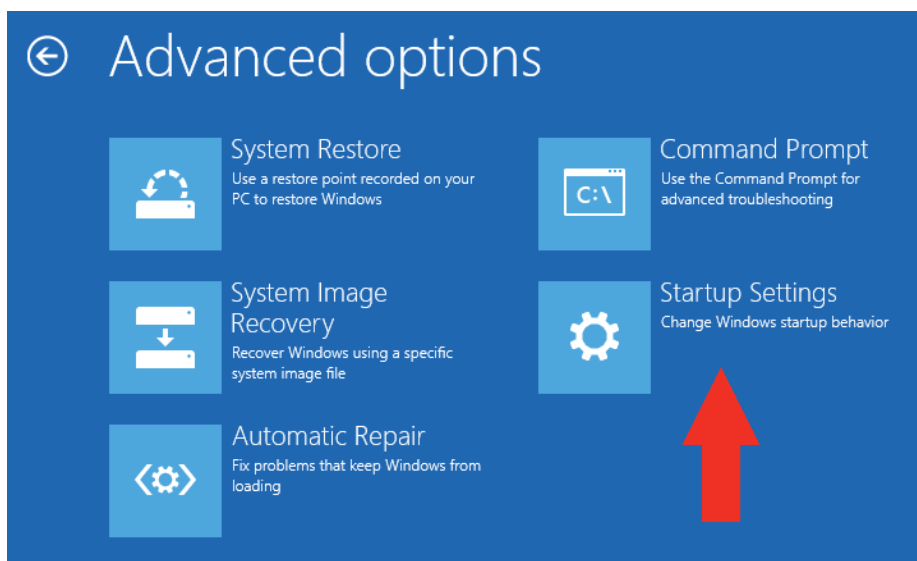 Advanced options
System Restore
Use a restore point recorded on your
PC to restore Windows
System Image
Recovery
Recover Windows using a specific
system image file
Automatic Repair
Fix problems that keep Windows from
loading
Command Prompt
Use the Command Prompt for
advanced troubleshooting
C:\
Startup Settings
Change Windows startup behavior